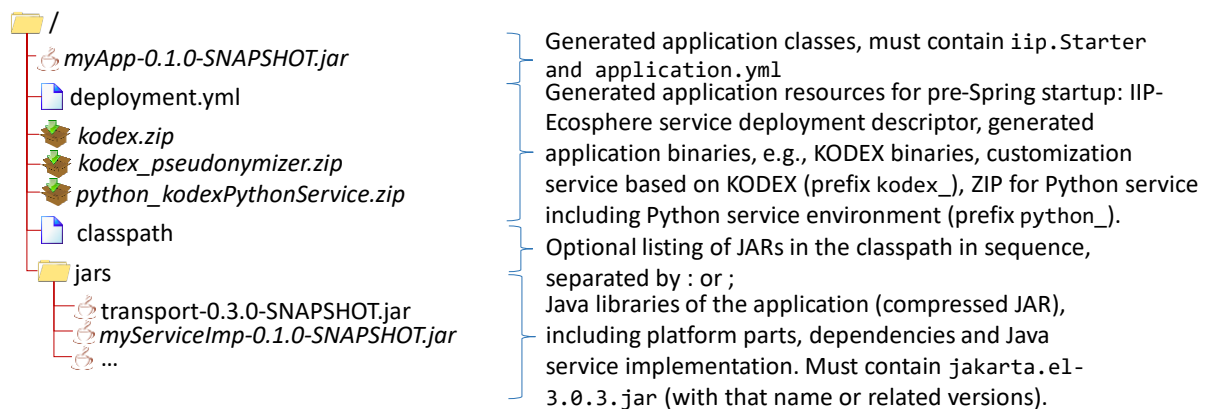 /
myApp-0.1.0-SNAPSHOT.jar
deployment.yml
kodex.zip
kodex_pseudonymizer.zip
python_kodexPythonService.zip
classpath
jars
transport-0.3.0-SNAPSHOT.jar
myServiceImp-0.1.0-SNAPSHOT.jar
...
Generated application classes, must contain iip.Starter
and application.yml
Generated application resources for pre-Spring startup: IIP-
Ecosphere service deployment descriptor, generated
application binaries, e.g., KODEX binaries, customization
service based on KODEX (prefix kodex_), ZIP for Python service
including Python service environment (prefix python_).
Optional listing of JARs in the classpath in sequence,
separated by : or ;
Java libraries of the application (compressed JAR),
including platform parts, dependencies and Java
service implementation. Must contain jakarta.el-
3.0.3.jar (with that name or related versions).